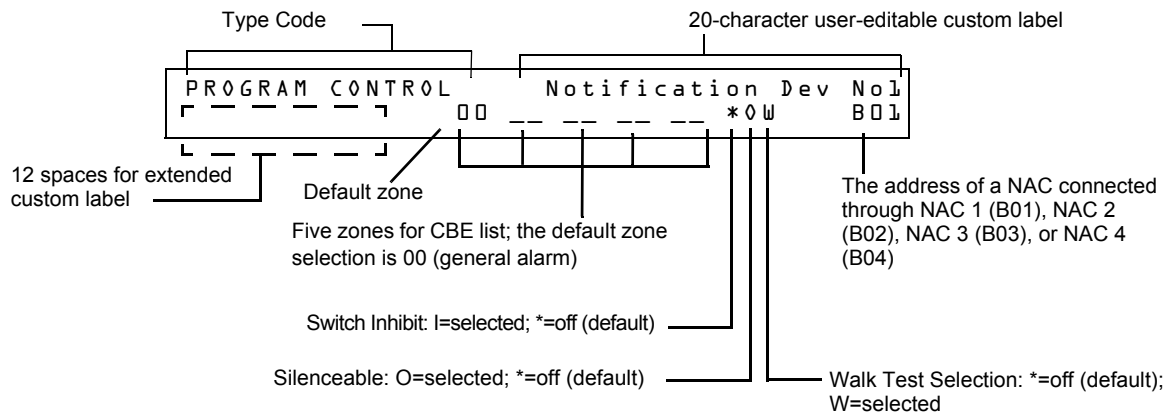 Type Code
20-character user-editable custom label
PROGRAM CONTROL Notification Dev No1
00 __ __ __ __ *OW B01
12 spaces for extended
custom label
Default zone
Five zones for CBE list; the default zone
selection is 00 (general alarm)
The address of a NAC connected
through NAC 1 (B01), NAC 2
(B02), NAC 3 (B03), or NAC 4
(B04)
Switch Inhibit: I=selected; *=off (default)
Silenceable: O=selected; *=off (default)
Walk Test Selection: *=off (default);
W=selected